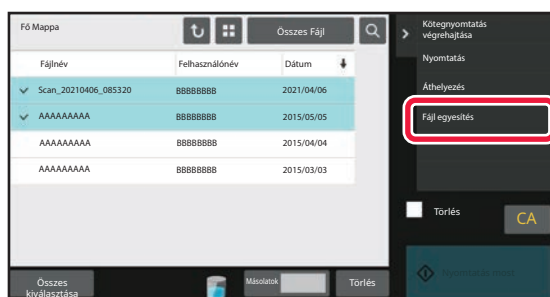 Fő Mappa
Összes Fájl
Fájlnév Felhasználónév Dátum
Scan_20210406_085320 BBBBBBBB 2021/04/06
AAAAAAAAA BBBBBBBB 2015/05/05
AAAAAAAAA BBBBBBBB 2015/04/04
AAAAAAAAA BBBBBBBB 2015/03/03
Összes
kiválasztása
Másolatok
Törlés
Kötegnyomtatás
végrehajtása
Nyomtatás
Áthelyezés
Fájl egyesítés
Törlés
CA
Nyomtatás most